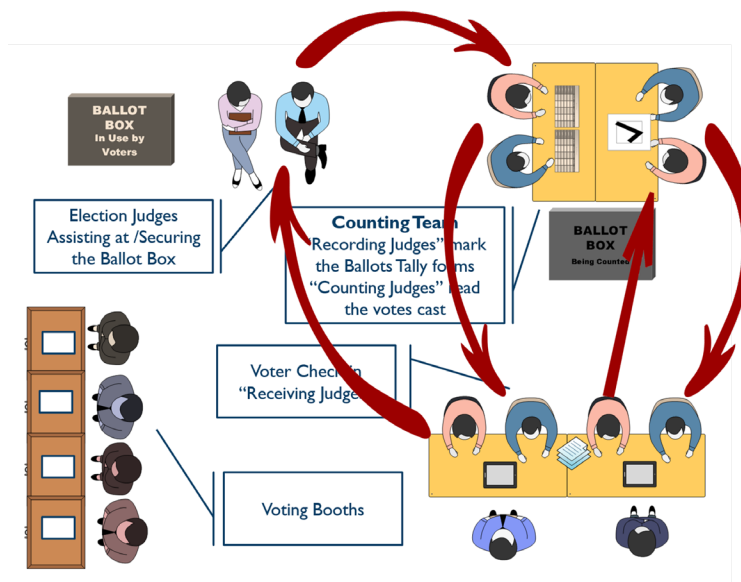 BALLOT
BOX
In Use by
Voters
Election Judges
Assisting at /Securing
the Ballot Box
Counting Team
Recording Judges” mark
the Ballots Tally forms
“Counting Judges” read
the votes cast
BALLOT
BOX
Being Counted
Voter Check
“Receiving Judge
Voting Booths